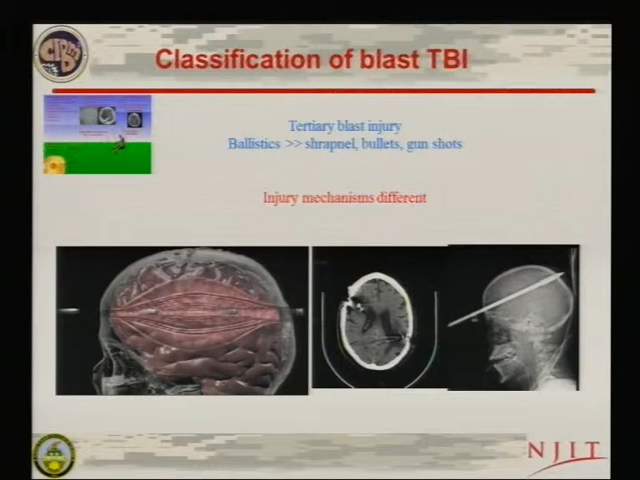 Classification of blast TBI
Tertiary blast injury
Ballistics >> shrapnel, bullets, gun shots
Injury mechanisms different
NJIT